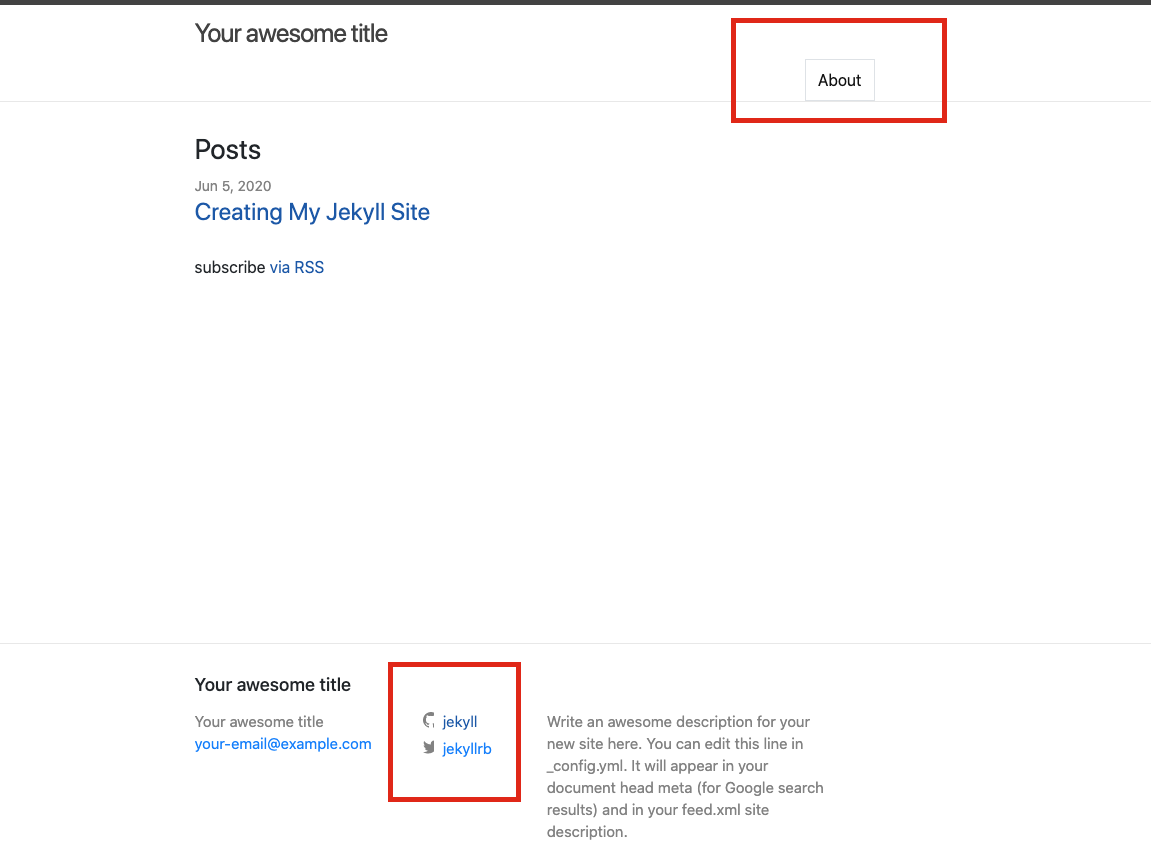 Your awesome title
About
Posts
Jun 5, 2020
Creating My Jekyll Site
subscribe via RSS
Your awesome title
Your awesome title
your-email@example.com
jekyll
jekyllrb
Write an awesome description for your
new site here. You can edit this line in
_config.yml. It will appear in your
document head meta (for Google search
results) and in your feed.xml site
description.